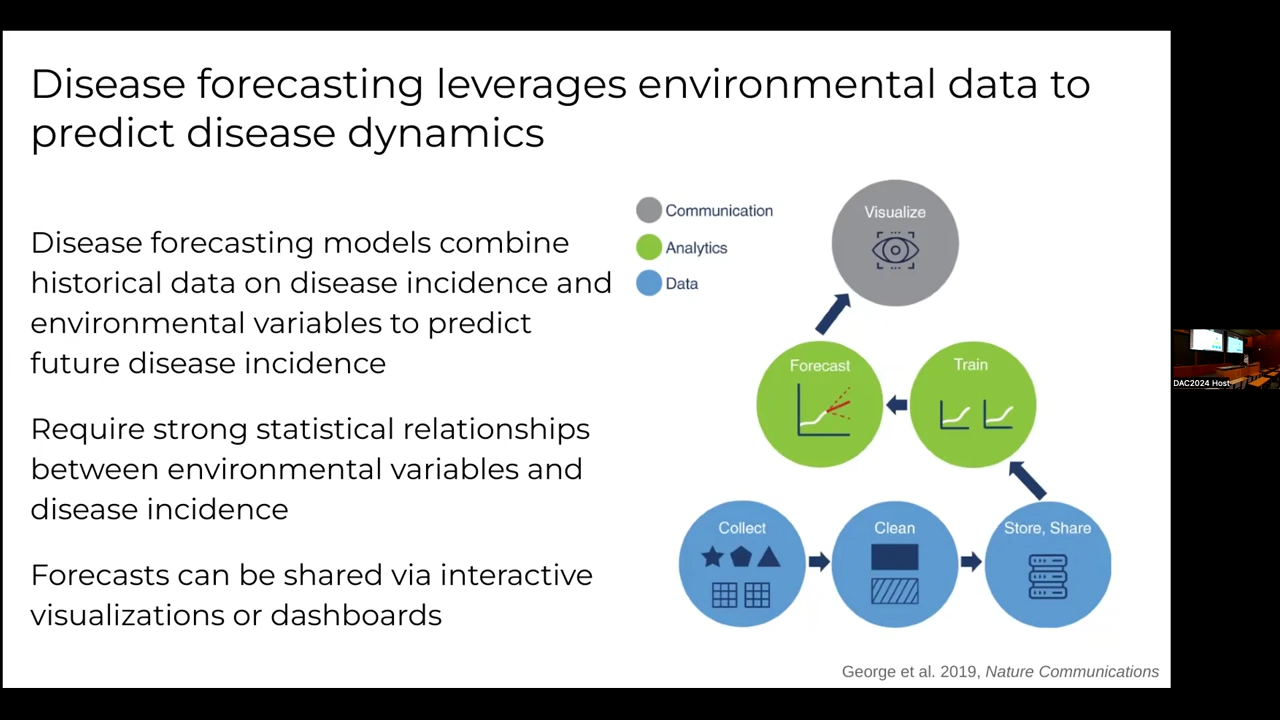 Disease forecasting leverages environmental data to
predict disease dynamics
Disease forecasting models combine
historical data on disease incidence and
environmental variables to predict
future disease incidence
Require strong statistical relationships
between environmental variables and
disease incidence
Forecasts can be shared via interactive
visualizations or dashboards
Communication
Analytics
Data
Visualize
Forecast
Train
Collect
Clean
Store, Share
George et al. 2019, Nature Communications
DAC2024 Host